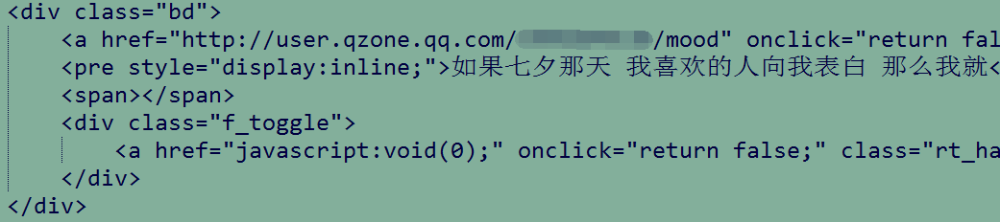 <div class="bd">
<a href="http://user.qzone.qq.com/ /mood" onclick="return fal
<pre style="display:inline;">如果七夕那天 我喜欢的人向我表白 那么我就<
<span></span>
<div class="f_toggle">
<a href="javascript:void(0);" onclick="return false;" class="rt_ha
</div>
</div>